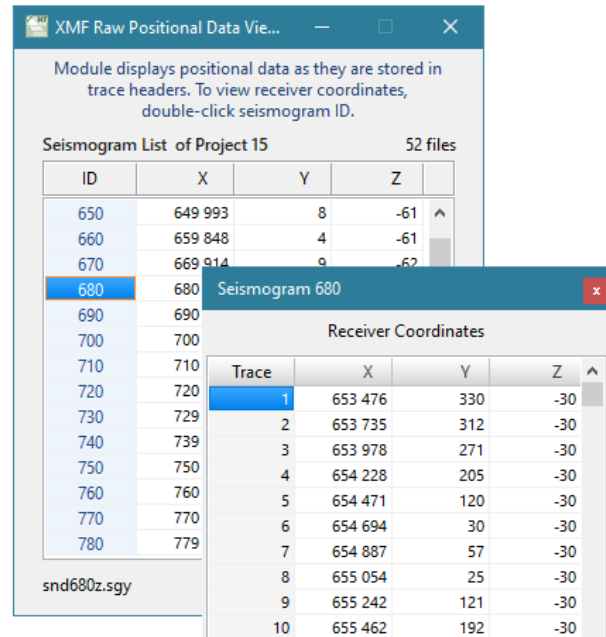 XMF Raw Positional Data Vie...
Module displays positional data as they are stored in
trace headers. To view receiver coordinates,
double-click seismogram ID.
Seismogram List of Project 15 52 files
ID X Y Z
650 649 993 8 -61
660 659 848 4 -61
670 669 914 9 -62
680 680
690 690
700 700
710 710
720 720
730 729
740 739
750 750
760 760
770 770
780 779
snd680z.sgy
Seismogram 680
Receiver Coordinates
Trace X Y Z
1 653 476 330 -30
2 653 735 312 -30
3 653 978 271 -30
4 654 228 205 -30
5 654 471 120 -30
6 654 694 30 -30
7 654 887 57 -30
8 655 054 25 -30
9 655 242 121 -30
10 655 462 192 -30